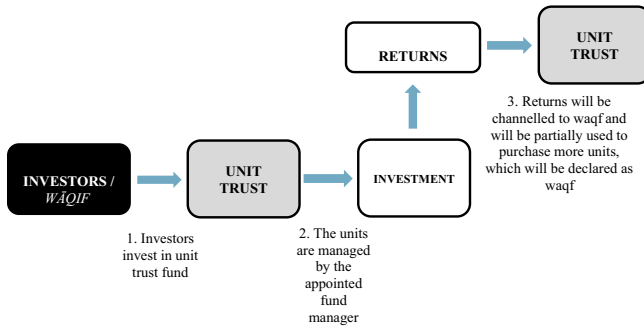 RETURNS
UNIT
TRUST
3. Returns will be
channelled to waqf and
will be partially used to
purchase more units,
which will be declared as
waqf
INVESTORS /
WĀQIF
UNIT
TRUST
INVESTMENT
1. Investors
invest in unit
trust fund
2. The units
are managed
by the
appointed
fund
manager